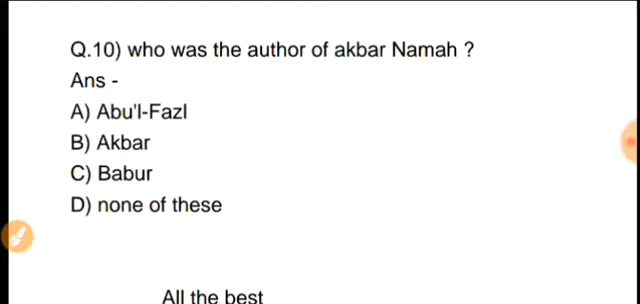 Q.10) who was the author of akbar Namah ?
Ans -
A) Abu'l-Fazl
B) Akbar
C) Babur
D) none of these
All the best